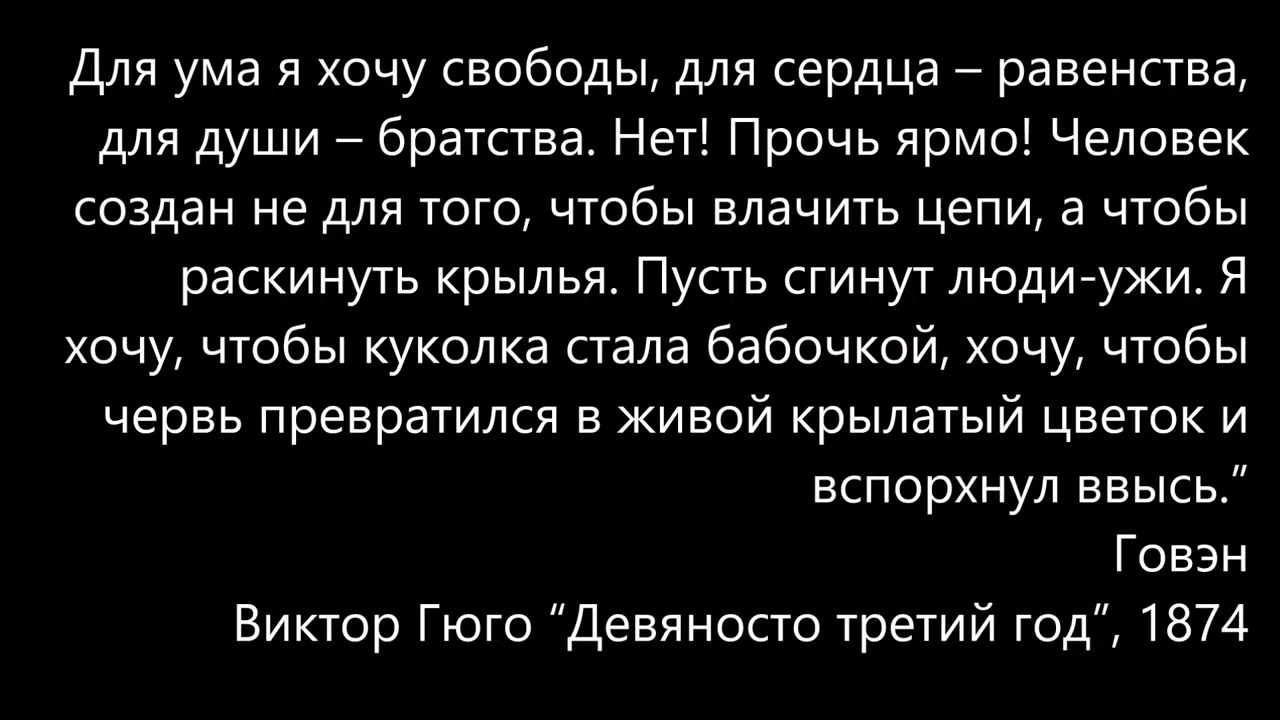 Для ума я хочу свободы, для сердца – равенства,
для души – братства. Нет! Прочь ярмо! Человек
создан не для того, чтобы влачить цепи, а чтобы
раскинуть крылья. Пусть сгинут люди-ужи. Я
хочу, чтобы куколка стала бабочкой, хочу, чтобы
червь превратился в живой крылатый цветок и
вспорхнул ввысь.”
Говэн
Виктор Гюго “Девяносто третий год”, 1874